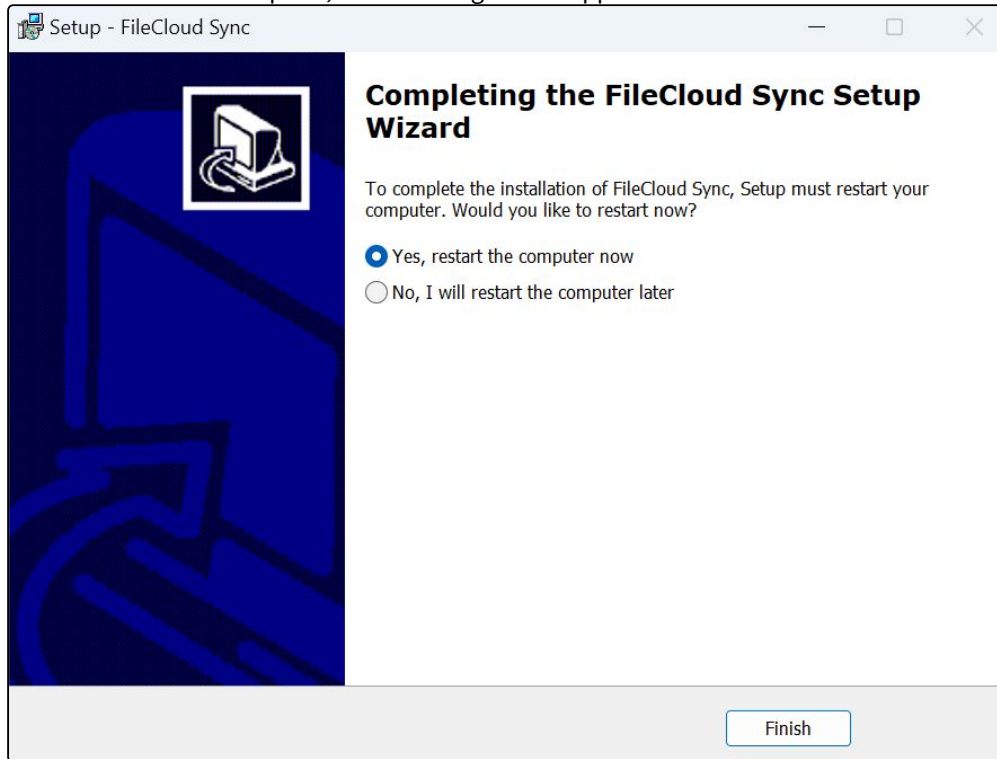 Setup - FileCloud Sync
Completing the FileCloud Sync Setup
Wizard
To complete the installation of FileCloud Sync, Setup must restart your
computer. Would you like to restart now?
Yes, restart the computer now
No, I will restart the computer later
Finish